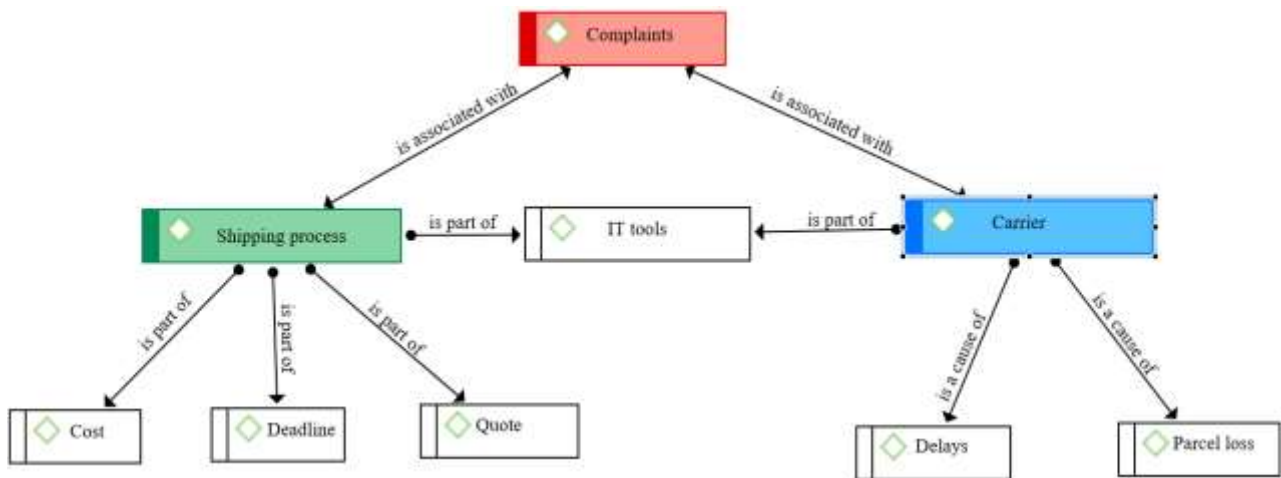 Complaints
is associated with
is associated with
Shipping process
is part of
IT tools
is part of
Carrier
is part of
is part of
is part of
is a cause of
is a cause of
Cost
Deadline
Quote
Delays
Parcel loss